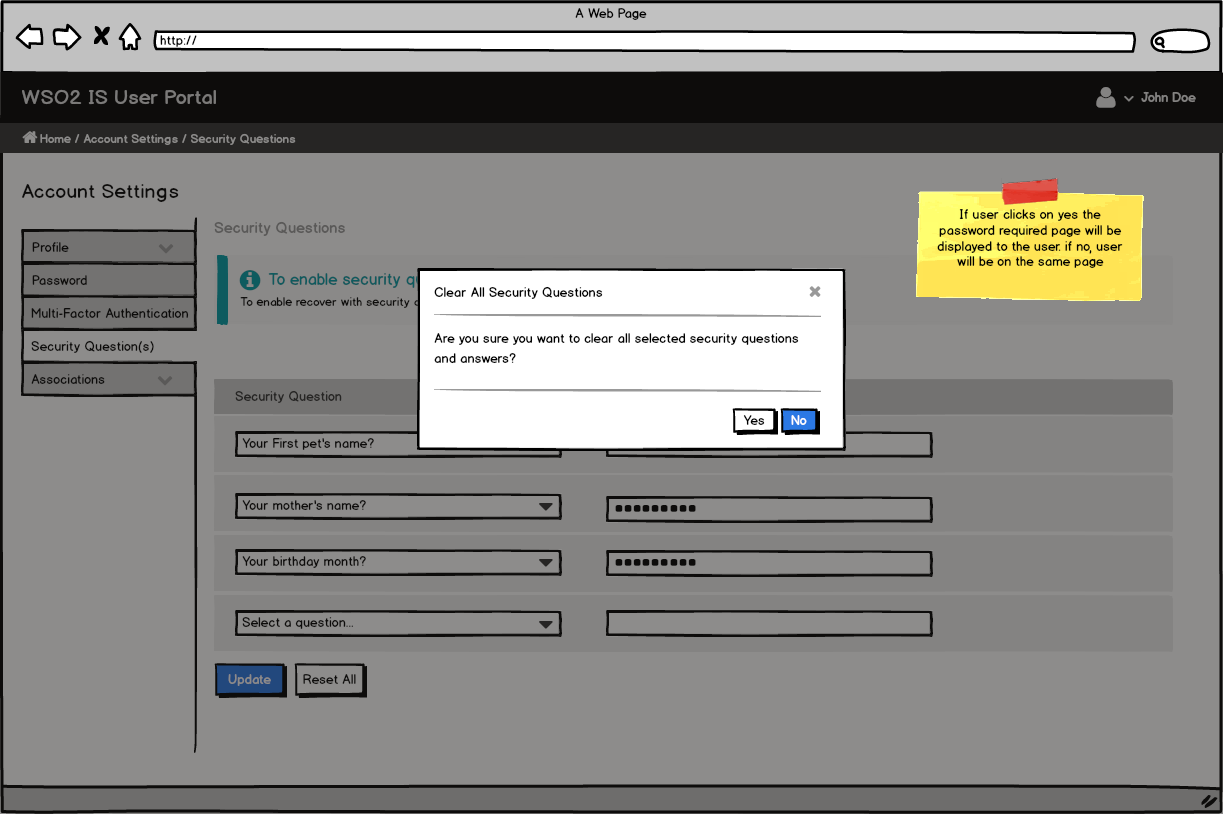 A Web Page
http://
WSO2 IS User Portal
John Doe
Home / Account Settings / Security Questions
Account Settings
Profile
Password
Multi-Factor Authentication
Security Question(s)
Associations
Security Questions
To enable security
To enable recover with security
If user clicks on yes the
password required page will be
displayed to the user. if no, user
will be on the same page
Clear All Security Questions
Are you sure you want to clear all selected security questions
and answers?
Yes
No
Security Question
Your First pet's name?
Your mother's name?
Your birthday month?
Select a question...
Update
Reset All